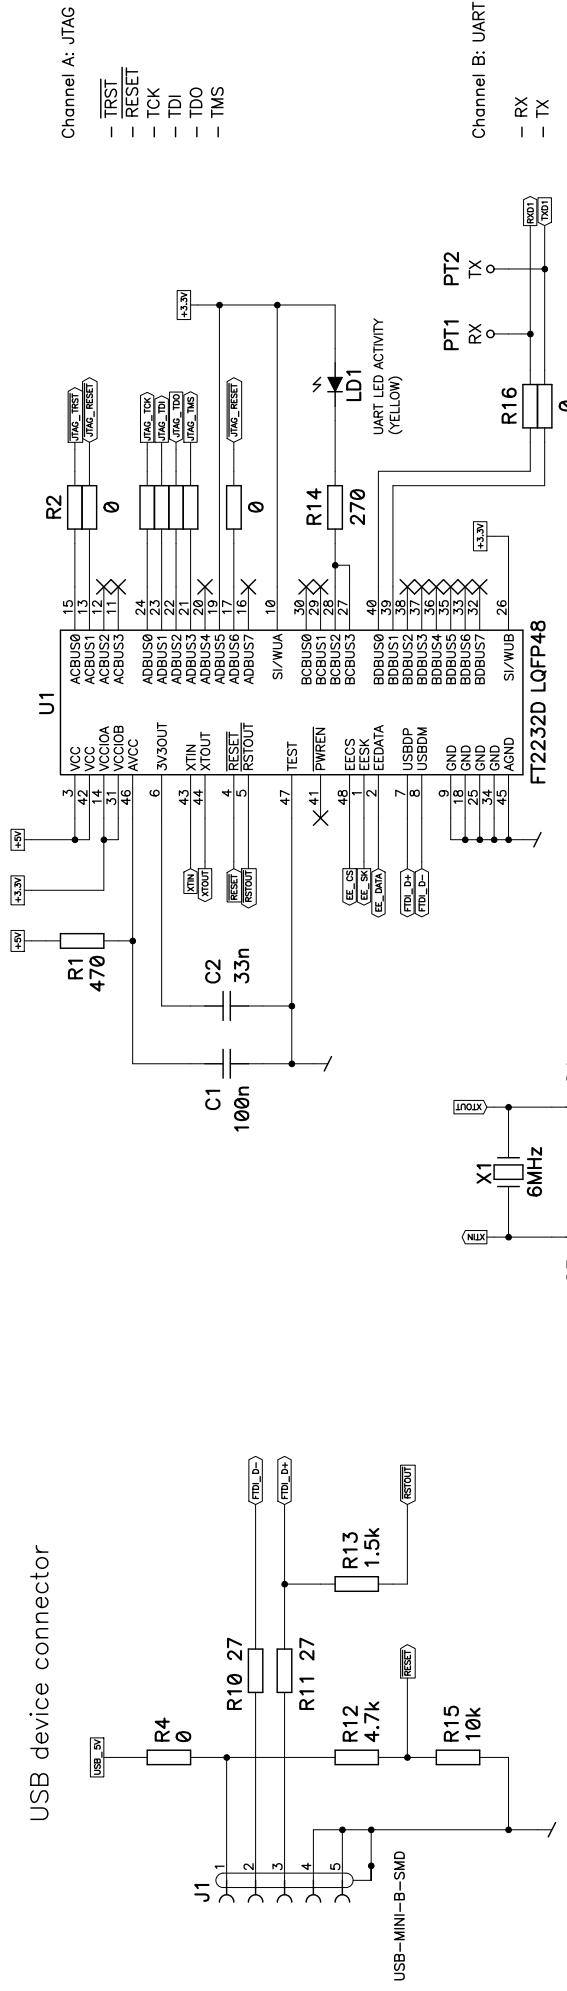 USB device connector
USB_5V
R4
0
J1
1
2
3
4
5
R10 27
R11 27
FTDI_D-
FTDI_D+
R12
4.7k
R13
1.5k
RSTOUT
RESET
R15
10k
USB-MINI-B-SMD
XTIN
X1
6MHz
XTOUT
+5V
+3.3V
+5V
R1
470
C1
100n
C2
33n
XTIN
XTOUT
RESET
RSTOUT
EE_CS
EE_SK
EE_DATA
FTDI_D+
FTDI_D-
U1
3 VCC
42 VCC
14 VCCIOA
31 VCCIOB
46 AVCC
6 3V3OUT
43 XTIN
44 XTOUT
4 RESET
5 RSTOUT
47 TEST
41 PWREN
48 EECS
1 EESK
2 EEDATA
7 USBDP
8 USBDM
9 GND
18 GND
25 GND
34 GND
45 AGND
ACBUS0 15
ACBUS1 13
ACBUS2 12
ACBUS3 11
ADBUS0 24
ADBUS1 23
ADBUS2 22
ADBUS3 21
ADBUS4 20
ADBUS5 19
ADBUS6 17
ADBUS7 16
SI/WUA 10
BCBUS0 30
BCBUS1 29
BCBUS2 28
BCBUS3 27
BDBUS0 40
BDBUS1 39
BDBUS2 38
BDBUS3 37
BDBUS4 36
BDBUS5 35
BDBUS6 33
BDBUS7 32
SI/WUB 26
FT2232D LQFP48
R2
0
JTAG_TRST
JTAG_RESET
JTAG_TCK
JTAG_TDI
JTAG_TDO
JTAG_TMS
0
JTAG_RESET
+3.3V
R14
270
LD1
UART LED ACTIVITY
(YELLOW)
+3.3V
R16
0
PT1
RX
PT2
TX
RXD1
TXD1
Channel A: JTAG
- TRST
- RESET
- TCK
- TDI
- TDO
- TMS
Channel B: UART
- RX
- TX